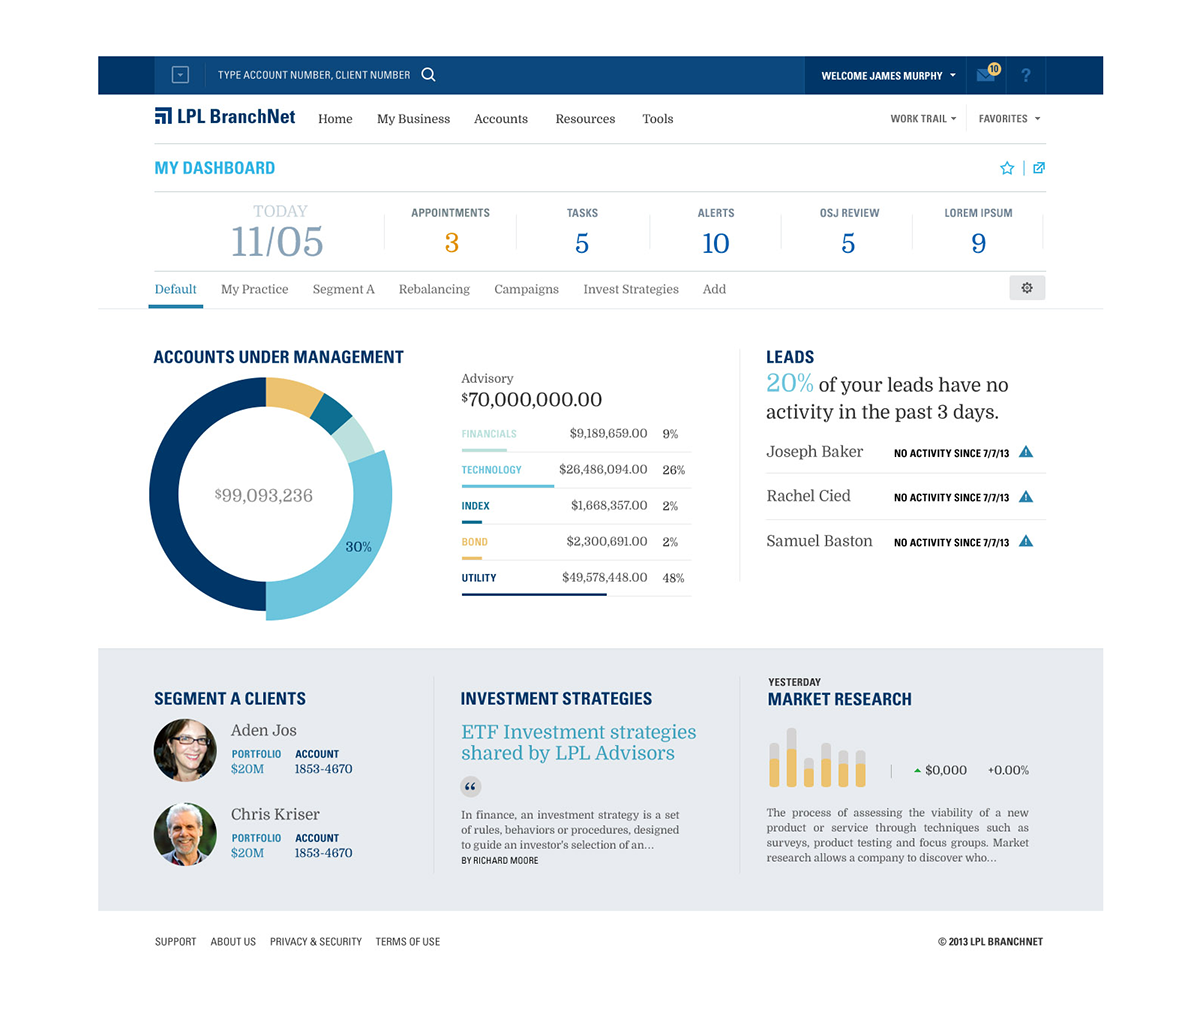 TYPE ACCOUNT NUMBER, CLIENT NUMBER
WELCOME JAMES MURPHY
10
?
LPL BranchNet
Home
My Business
Accounts
Resources
Tools
WORK TRAIL
FAVORITES
MY DASHBOARD
TODAY
11/05
APPOINTMENTS
3
TASKS
5
ALERTS
10
OSJ REVIEW
5
LOREM IPSUM
9
Default
My Practice
Segment A
Rebalancing
Campaigns
Invest Strategies
Add
ACCOUNTS UNDER MANAGEMENT
$99,093,236
30%
Advisory
$70,000,000.00
FINANCIALS $9,189,659.00 9%
TECHNOLOGY $26,486,094.00 26%
INDEX $1,668,357.00 2%
BOND $2,300,691.00 2%
UTILITY $49,578,448.00 48%
LEADS
20% of your leads have no
activity in the past 3 days.
Joseph Baker NO ACTIVITY SINCE 7/7/13
Rachel Cied NO ACTIVITY SINCE 7/7/13
Samuel Baston NO ACTIVITY SINCE 7/7/13
SEGMENT A CLIENTS
Aden Jos
PORTFOLIO ACCOUNT
$20M 1853-4670
Chris Kriser
PORTFOLIO ACCOUNT
$20M 1853-4670
INVESTMENT STRATEGIES
ETF Investment strategies
shared by LPL Advisors
“
In finance, an investment strategy is a set
of rules, behaviors or procedures, designed
to guide an investor's selection of an...
BY RICHARD MOORE
YESTERDAY
MARKET RESEARCH
$0,000 +0.00%
The process of assessing the viability of a new
product or service through techniques such as
surveys, product testing and focus groups. Market
research allows a company to discover who...
SUPPORT
ABOUT US
PRIVACY & SECURITY
TERMS OF USE
© 2013 LPL BRANCHNET